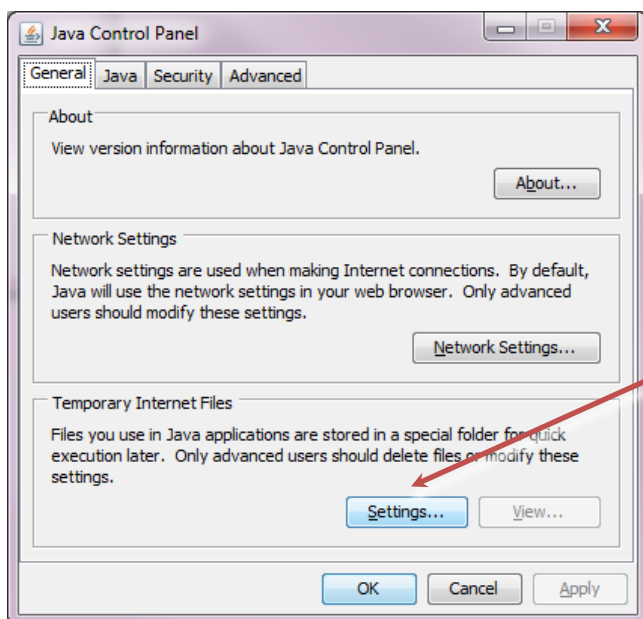 Java Control Panel
General Java Security Advanced
About
View version information about Java Control Panel.
About...
Network Settings
Network settings are used when making Internet connections.  By default,
Java will use the network settings in your web browser.  Only advanced
users should modify these settings.
Network Settings...
Temporary Internet Files
Files you use in Java applications are stored in a special folder for quick
execution later.  Only advanced users should delete files or modify these
settings.
Settings... View...
OK Cancel Apply